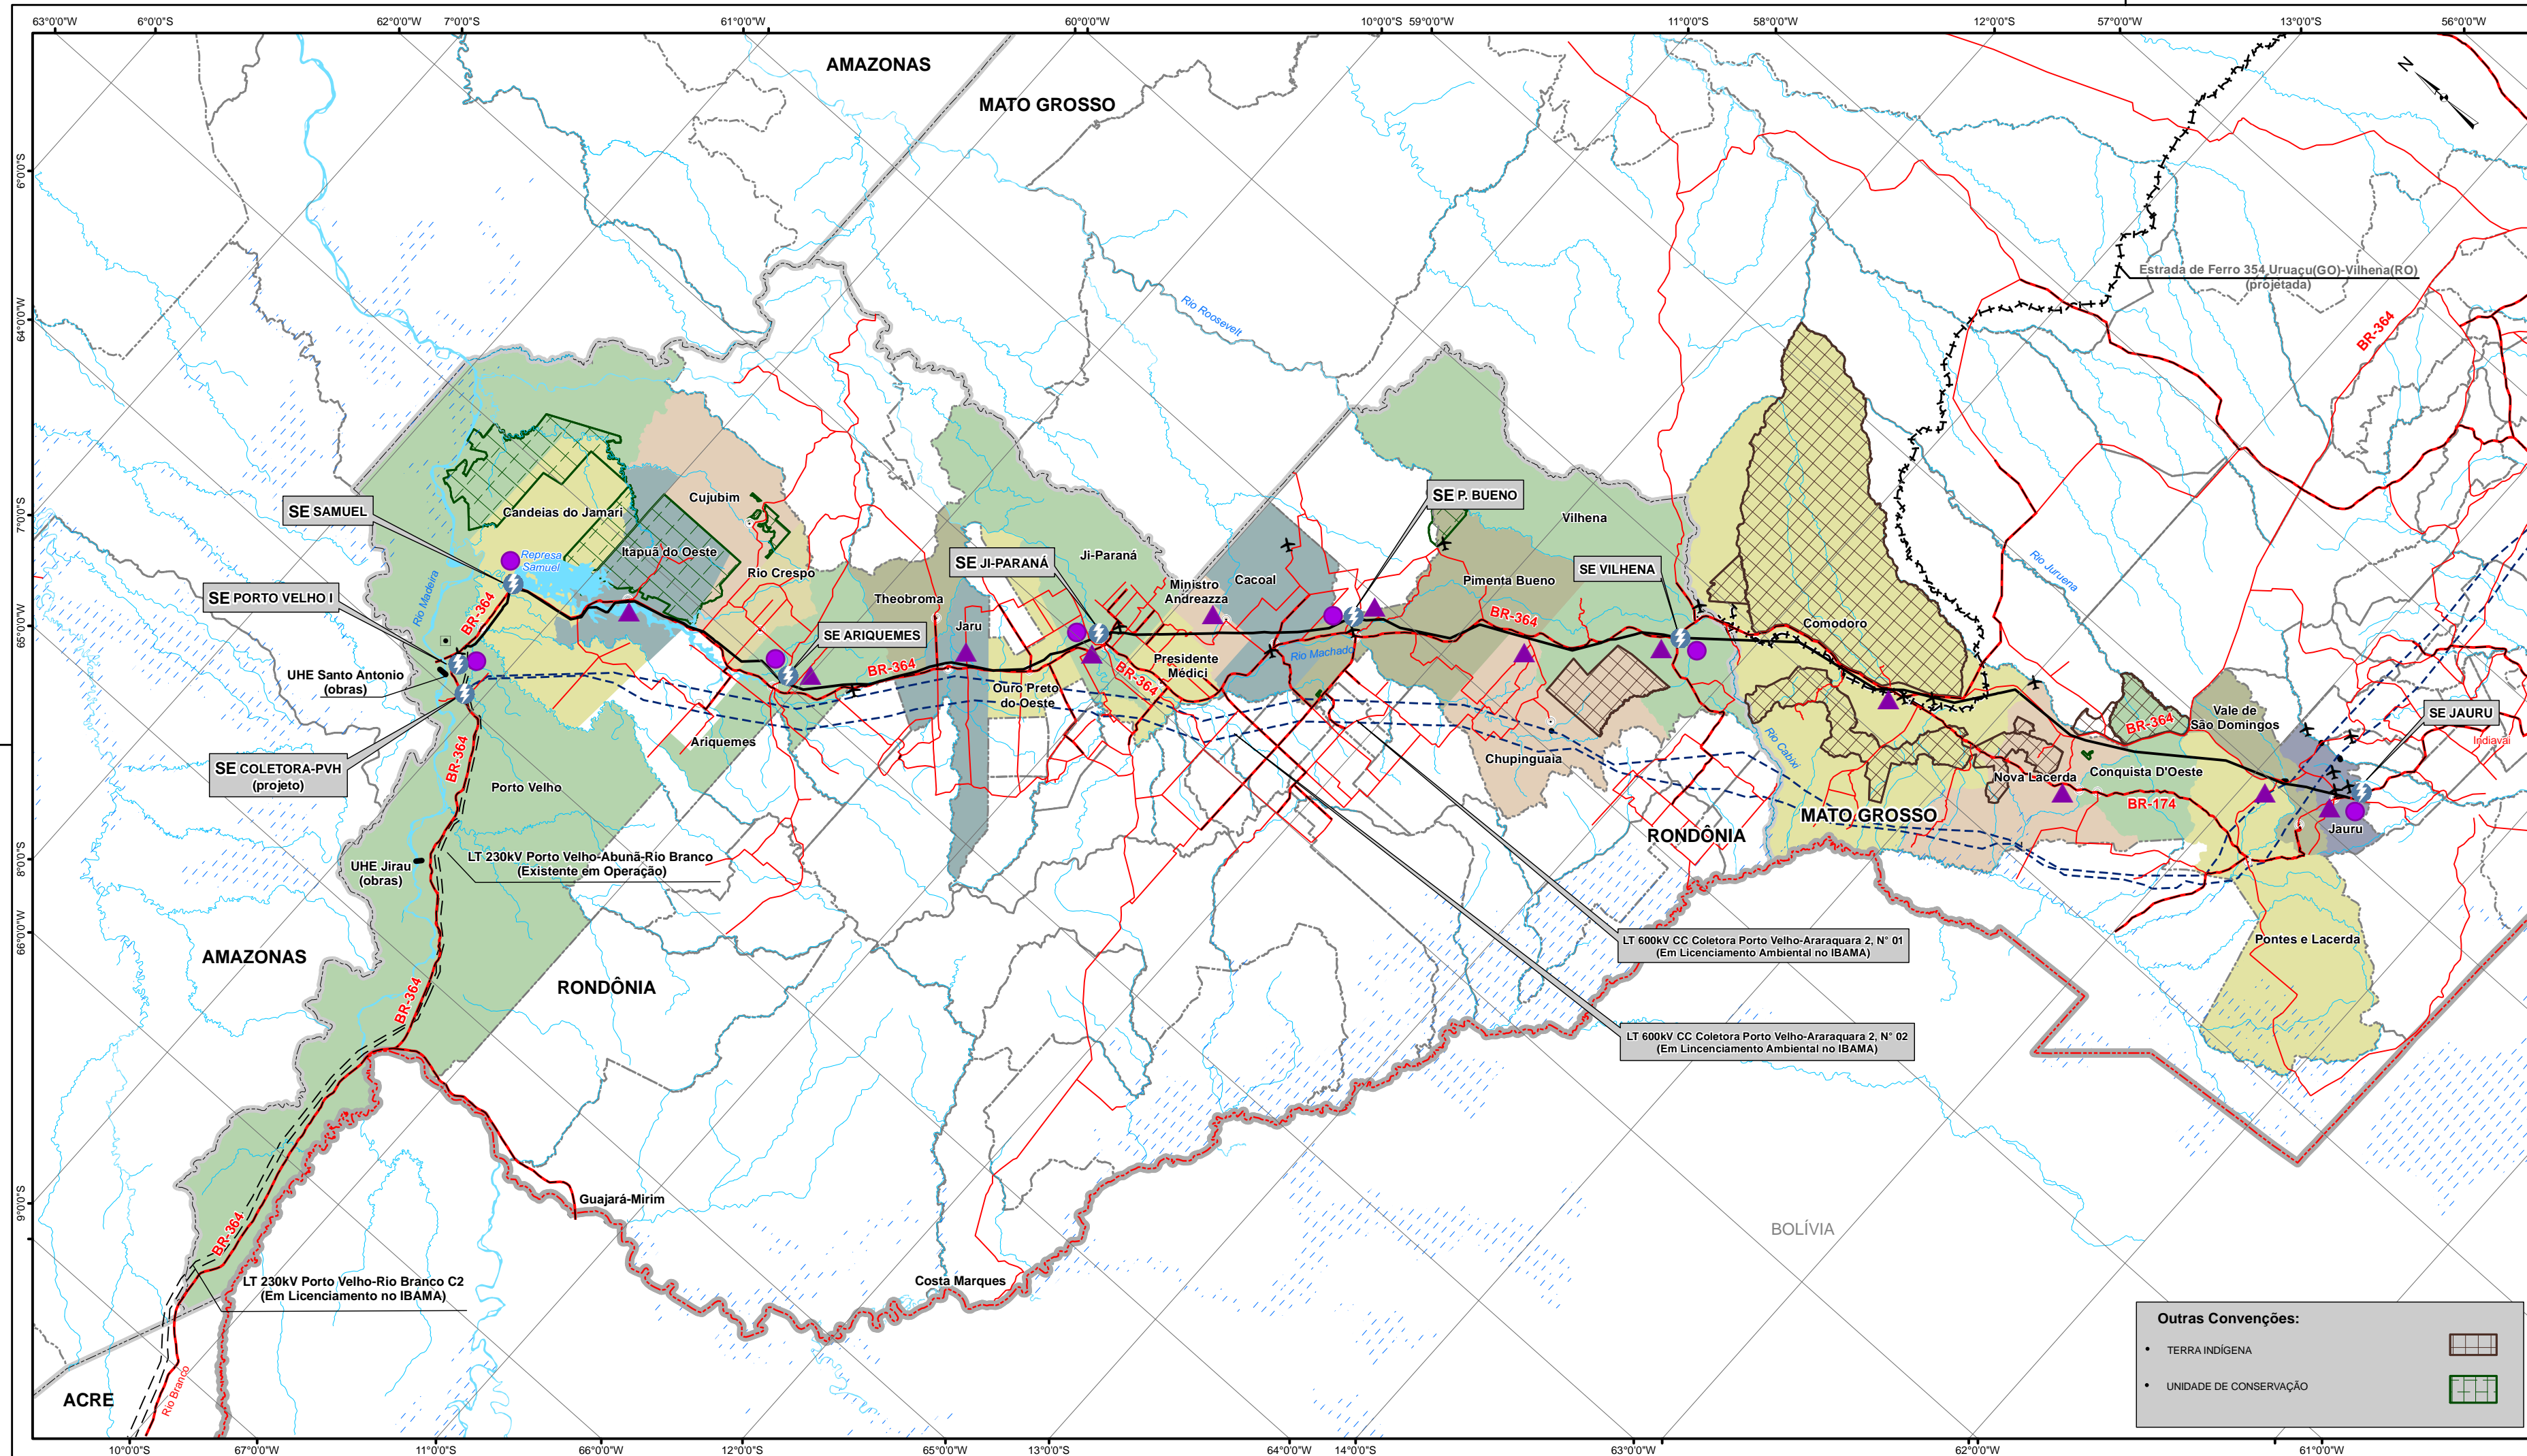 63°0'0"W
6°0'0"S
62°0'0"W
7°0'0"S
61°0'0"W
60°0'0"W
10°0'0"S
59°0'0"W
11°0'0"S
58°0'0"W
12°0'0"S
57°0'0"W
13°0'0"S
56°0'0"W
N
AMAZONAS
MATO GROSSO
6°0'0"S
64°0'0"W
7°0'0"S
66°0'0"W
8°0'0"S
66°0'0"W
9°0'0"S
Estrada de Ferro 354 Uruaçu(GO)-Vilhena(RO)
(projetada)
BR-364
Rio Roosevelt
SE SAMUEL
Candeias do Jamari
Cujubim
Itapuã do Oeste
Represa
Samuel
Rio Crespo
SE JI-PARANÁ
Ji-Paraná
SE P. BUENO
Vilhena
SE VILHENA
Pimenta Bueno
Ministro
Andreazza
Cacoal
Theobroma
Jaru
SE ARIQUEMES
Rio Juruena
Comodoro
SE PORTO VELHO I
Rio Madeira
BR-364
BR-364
BR-364
BR-364
Rio Machado
Presidente
Médici
Ouro Preto
do-Oeste
UHE Santo Antonio
(obras)
SE COLETORA-PVH
(projeto)
BR-364
Ariquemes
Porto Velho
Chupinguaia
Rio Cabixi
Nova Lacerda
Conquista D'Oeste
BR-364
BR-174
Vale de
São Domingos
SE JAURU
Indiavaí
Jauru
MATO GROSSO
RONDÔNIA
UHE Jirau
(obras)
LT 230kV Porto Velho-Abunã-Rio Branco
(Existente em Operação)
AMAZONAS
RONDÔNIA
BR-364
LT 600kV CC Coletora Porto Velho-Araraquara 2, N° 01
(Em Licenciamento Ambiental no IBAMA)
Pontes e Lacerda
LT 600kV CC Coletora Porto Velho-Araraquara 2, N° 02
(Em Lincenciamento Ambiental no IBAMA)
Guajará-Mirim
BOLÍVIA
BR-364
LT 230kV Porto Velho-Rio Branco C2
(Em Licenciamento no IBAMA)
Costa Marques
ACRE
Rio Branco
Outras Convenções:
• TERRA INDÍGENA
• UNIDADE DE CONSERVAÇÃO
10°0'0"S
67°0'0"W
11°0'0"S
66°0'0"W
12°0'0"S
65°0'0"W
13°0'0"S
64°0'0"W
14°0'0"S
63°0'0"W
62°0'0"W
61°0'0"W